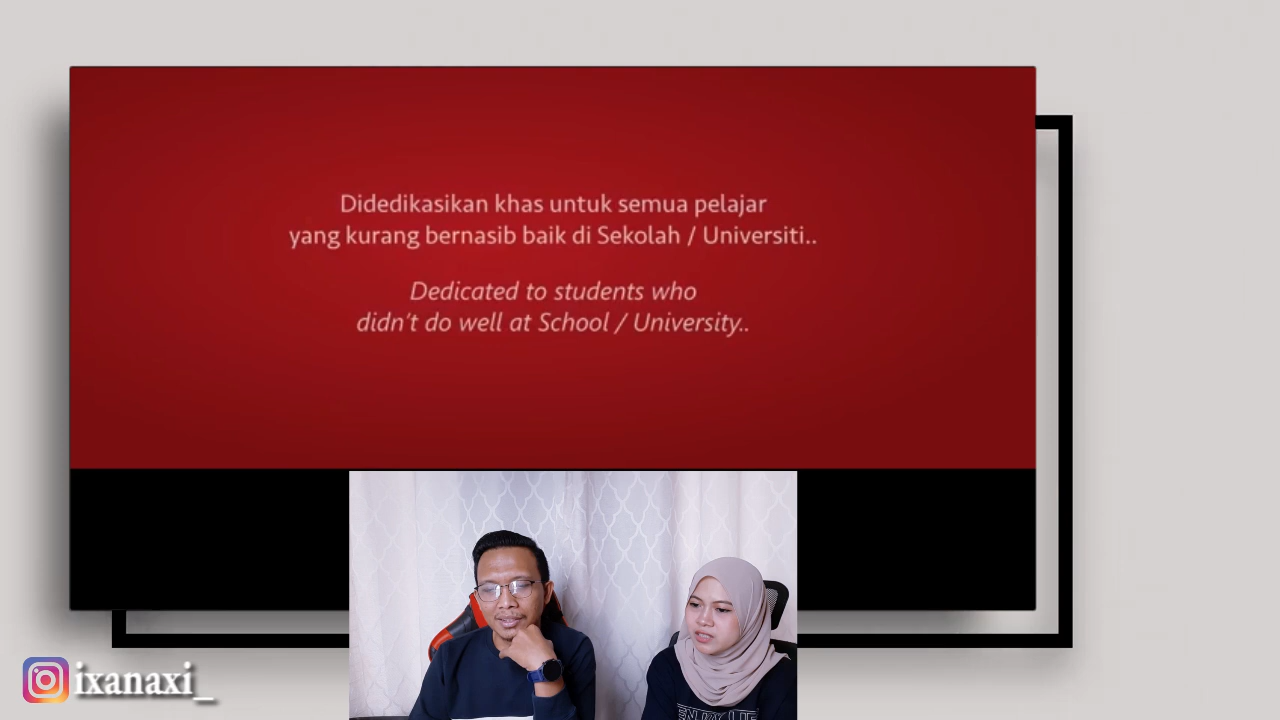 Didedikasikan khas untuk semua pelajar
yang kurang bernasib baik di Sekolah / Universiti..
Dedicated to students who
didn't do well at School / University..
ixanaxi_